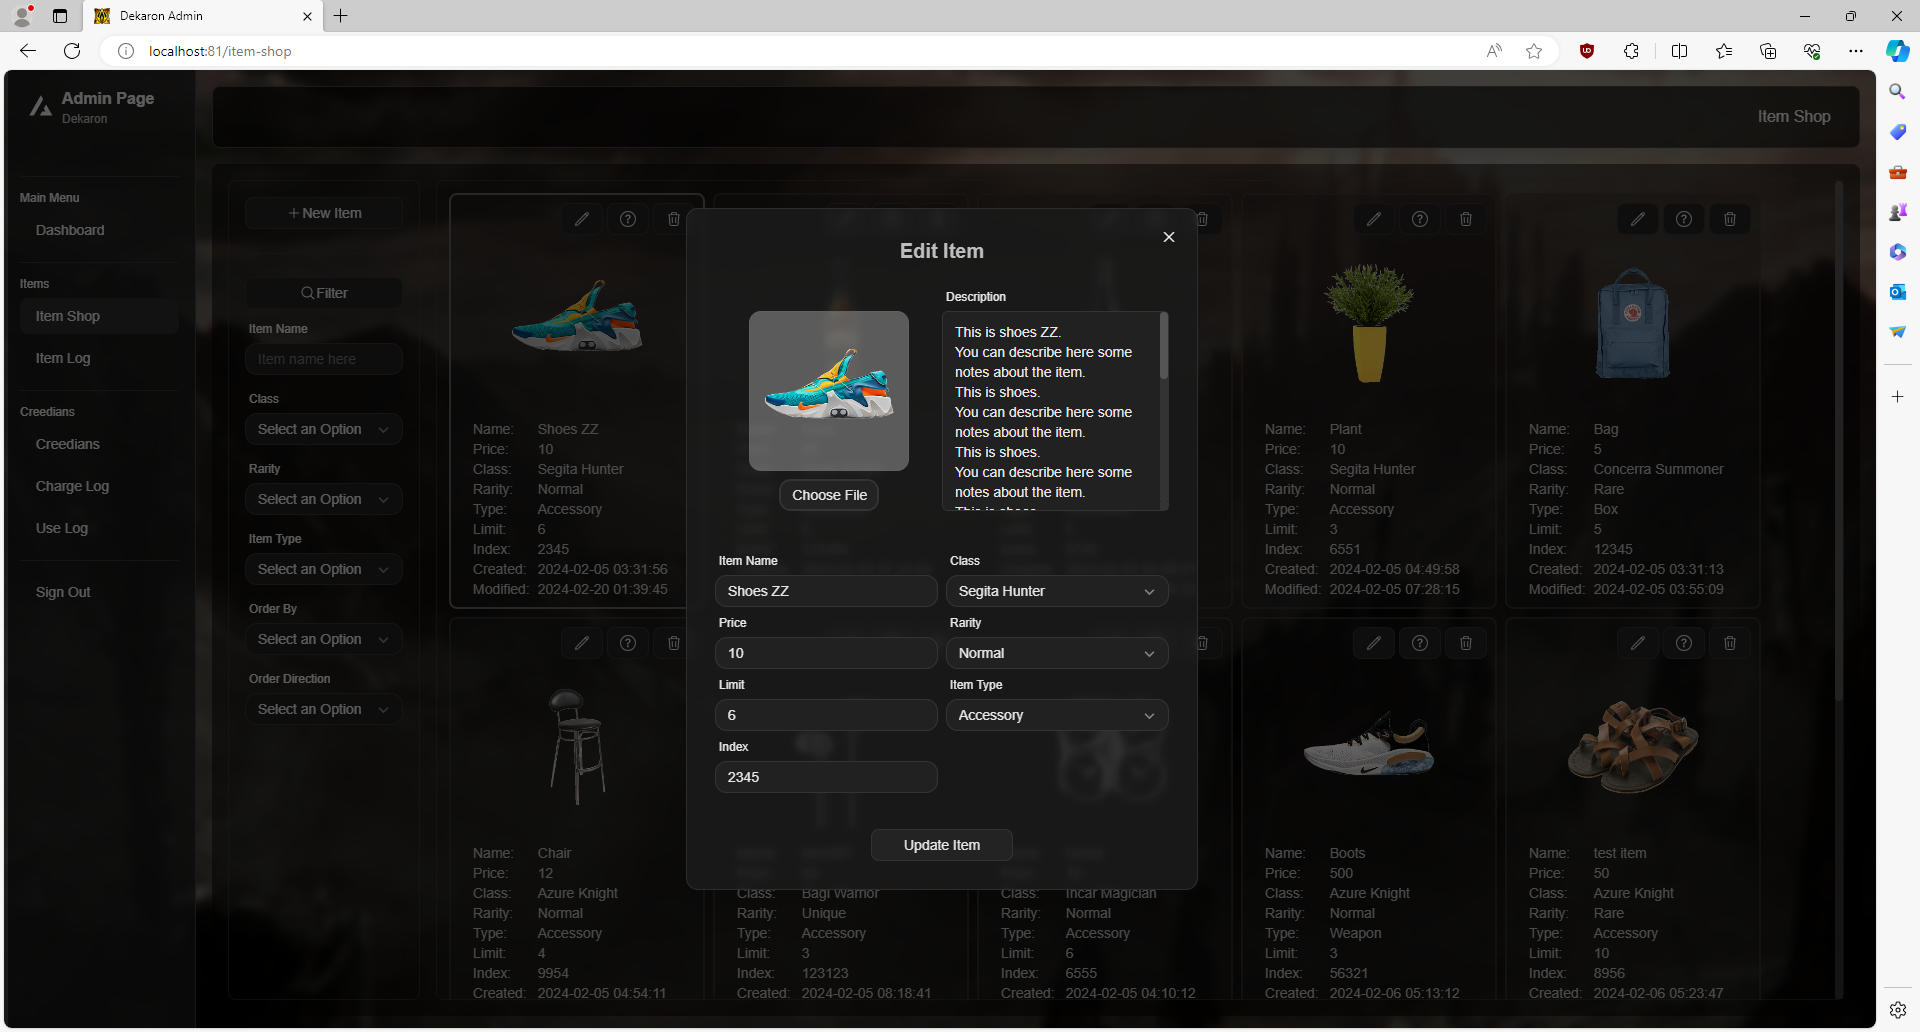 Dekaron Admin
localhost:81/item-shop
Admin Page
Dekaron
Item Shop
Main Menu
Dashboard
Items
Item Shop
Item Log
Creedians
Creedians
Charge Log
Use Log
Sign Out
+ New Item
Filter
Item Name
Item name here
Class
Select an Option
Rarity
Select an Option
Item Type
Select an Option
Order By
Select an Option
Order Direction
Select an Option
Name: Shoes ZZ
Price: 10
Class: Segita Hunter
Rarity: Normal
Type: Accessory
Limit: 6
Index: 2345
Created: 2024-02-05 03:31:56
Modified: 2024-02-20 01:39:45
Edit Item
Choose File
Description
This is shoes ZZ.
You can describe here some
notes about the item.
This is shoes.
You can describe here some
notes about the item.
This is shoes.
You can describe here some
notes about the item.
This is shoes.
Item Name
Shoes ZZ
Class
Segita Hunter
Price
10
Rarity
Normal
Limit
6
Item Type
Accessory
Index
2345
Update Item
Name: Plant
Price: 10
Class: Segita Hunter
Rarity: Normal
Type: Accessory
Limit: 3
Index: 6551
Created: 2024-02-05 04:49:58
Modified: 2024-02-05 07:28:15
Name: Bag
Price: 5
Class: Concerra Summoner
Rarity: Rare
Type: Box
Limit: 5
Index: 12345
Created: 2024-02-05 03:31:13
Modified: 2024-02-05 03:55:09
Name: Chair
Price: 12
Class: Azure Knight
Rarity: Normal
Type: Accessory
Limit: 4
Index: 9954
Created: 2024-02-05 04:54:11
Class: Bagi Warrior
Rarity: Unique
Type: Accessory
Limit: 3
Index: 123123
Created: 2024-02-05 08:18:41
Class: Incar Magician
Rarity: Normal
Type: Accessory
Limit: 6
Index: 6555
Created: 2024-02-05 04:10:12
Name: Boots
Price: 500
Class: Azure Knight
Rarity: Normal
Type: Weapon
Limit: 3
Index: 56321
Created: 2024-02-06 05:13:12
Name: test item
Price: 50
Class: Azure Knight
Rarity: Rare
Type: Accessory
Limit: 10
Index: 8956
Created: 2024-02-06 05:23:47